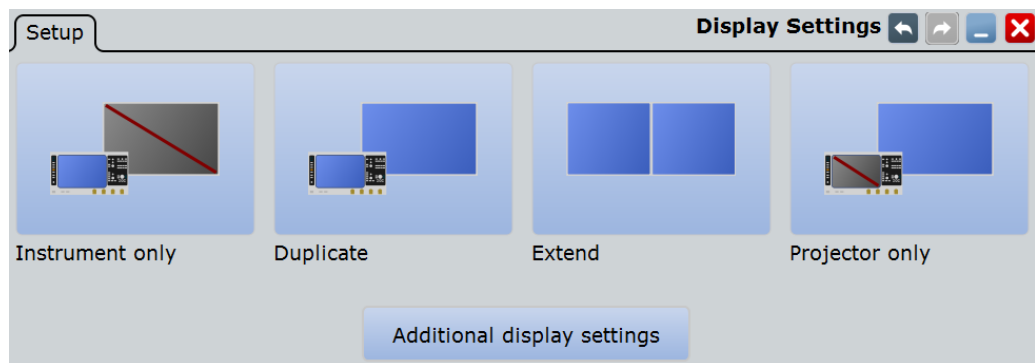 Setup
Display Settings
Instrument only
Duplicate
Extend
Projector only
Additional display settings